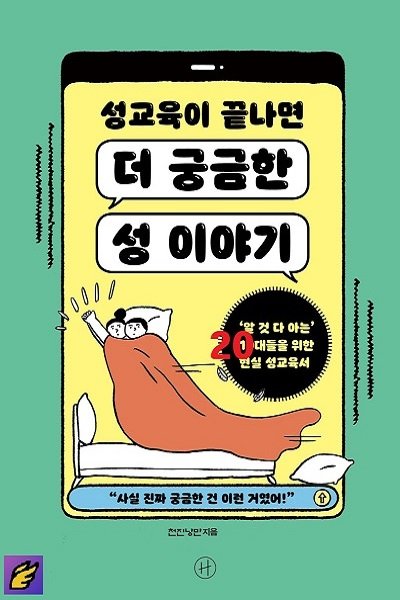 성교육이 끝나면
더 궁금한
성 이야기
‘알 것 다 아는’
20대들을 위한
현실 성교육서
“사실 진짜 궁금한 건 이런 거였어!”
천진낭만 지음
H